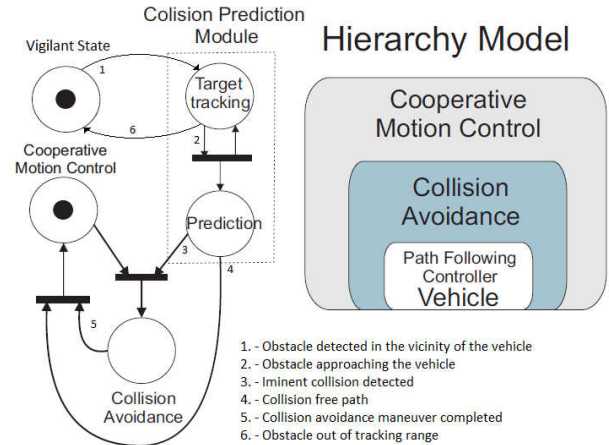 Colision Prediction
Module
Vigilant State
1
Target
tracking
6
2
Cooperative
Motion Control
Prediction
3
4
5
Collision
Avoidance
Hierarchy Model
Cooperative
Motion Control
Collision
Avoidance
Path Following
Controller
Vehicle
1. - Obstacle detected in the vicinity of the vehicle
2. - Obstacle approaching the vehicle
3. - Iminent collision detected
4. - Collision free path
5. - Collision avoidance maneuver completed
6. - Obstacle out of tracking range